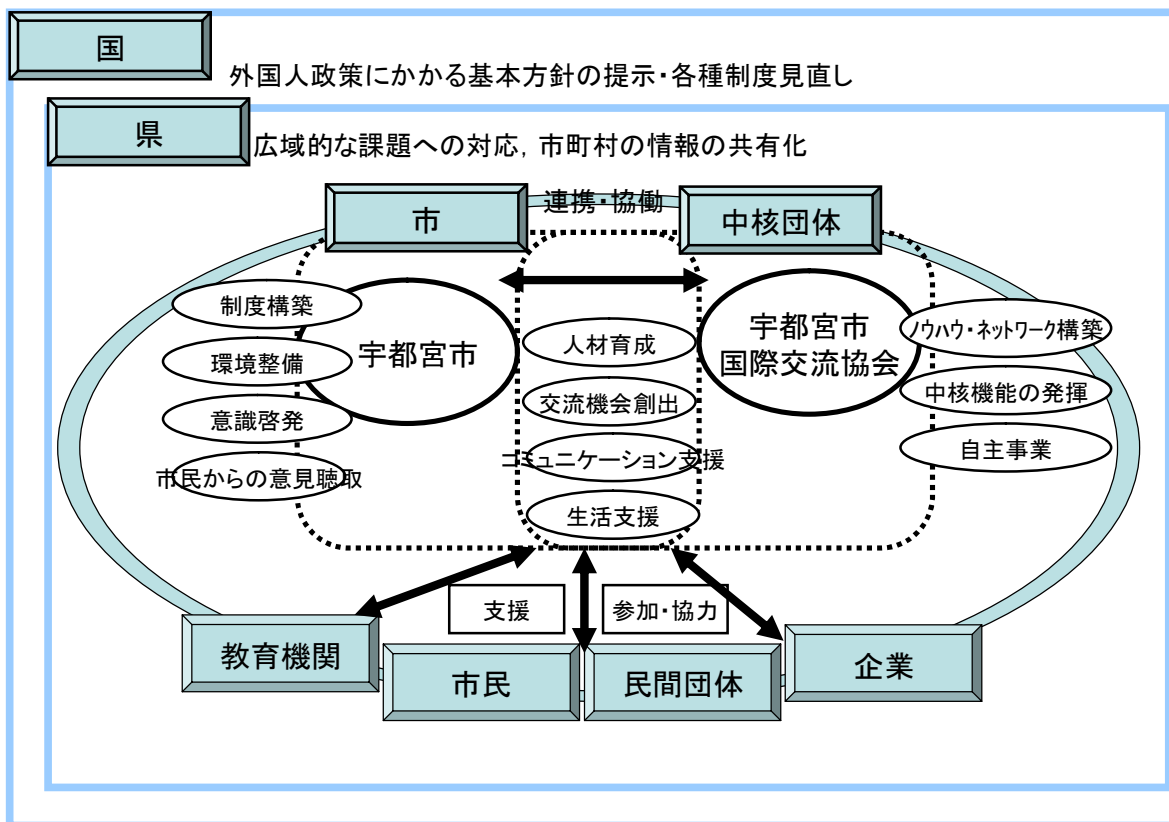 国
外国人政策にかかる基本方針の提示・各種制度見直し
県
広域的な課題への対応，市町村の情報の共有化
市
連携・協働
中核団体
制度構築
環境整備
意識啓発
市民からの意見聴取
宇都宮市
人材育成
交流機会創出
コミュニケーション支援
生活支援
宇都宮市
国際交流協会
ノウハウ・ネットワーク構築
中核機能の発揮
自主事業
支援
参加・協力
教育機関
市民
民間団体
企業